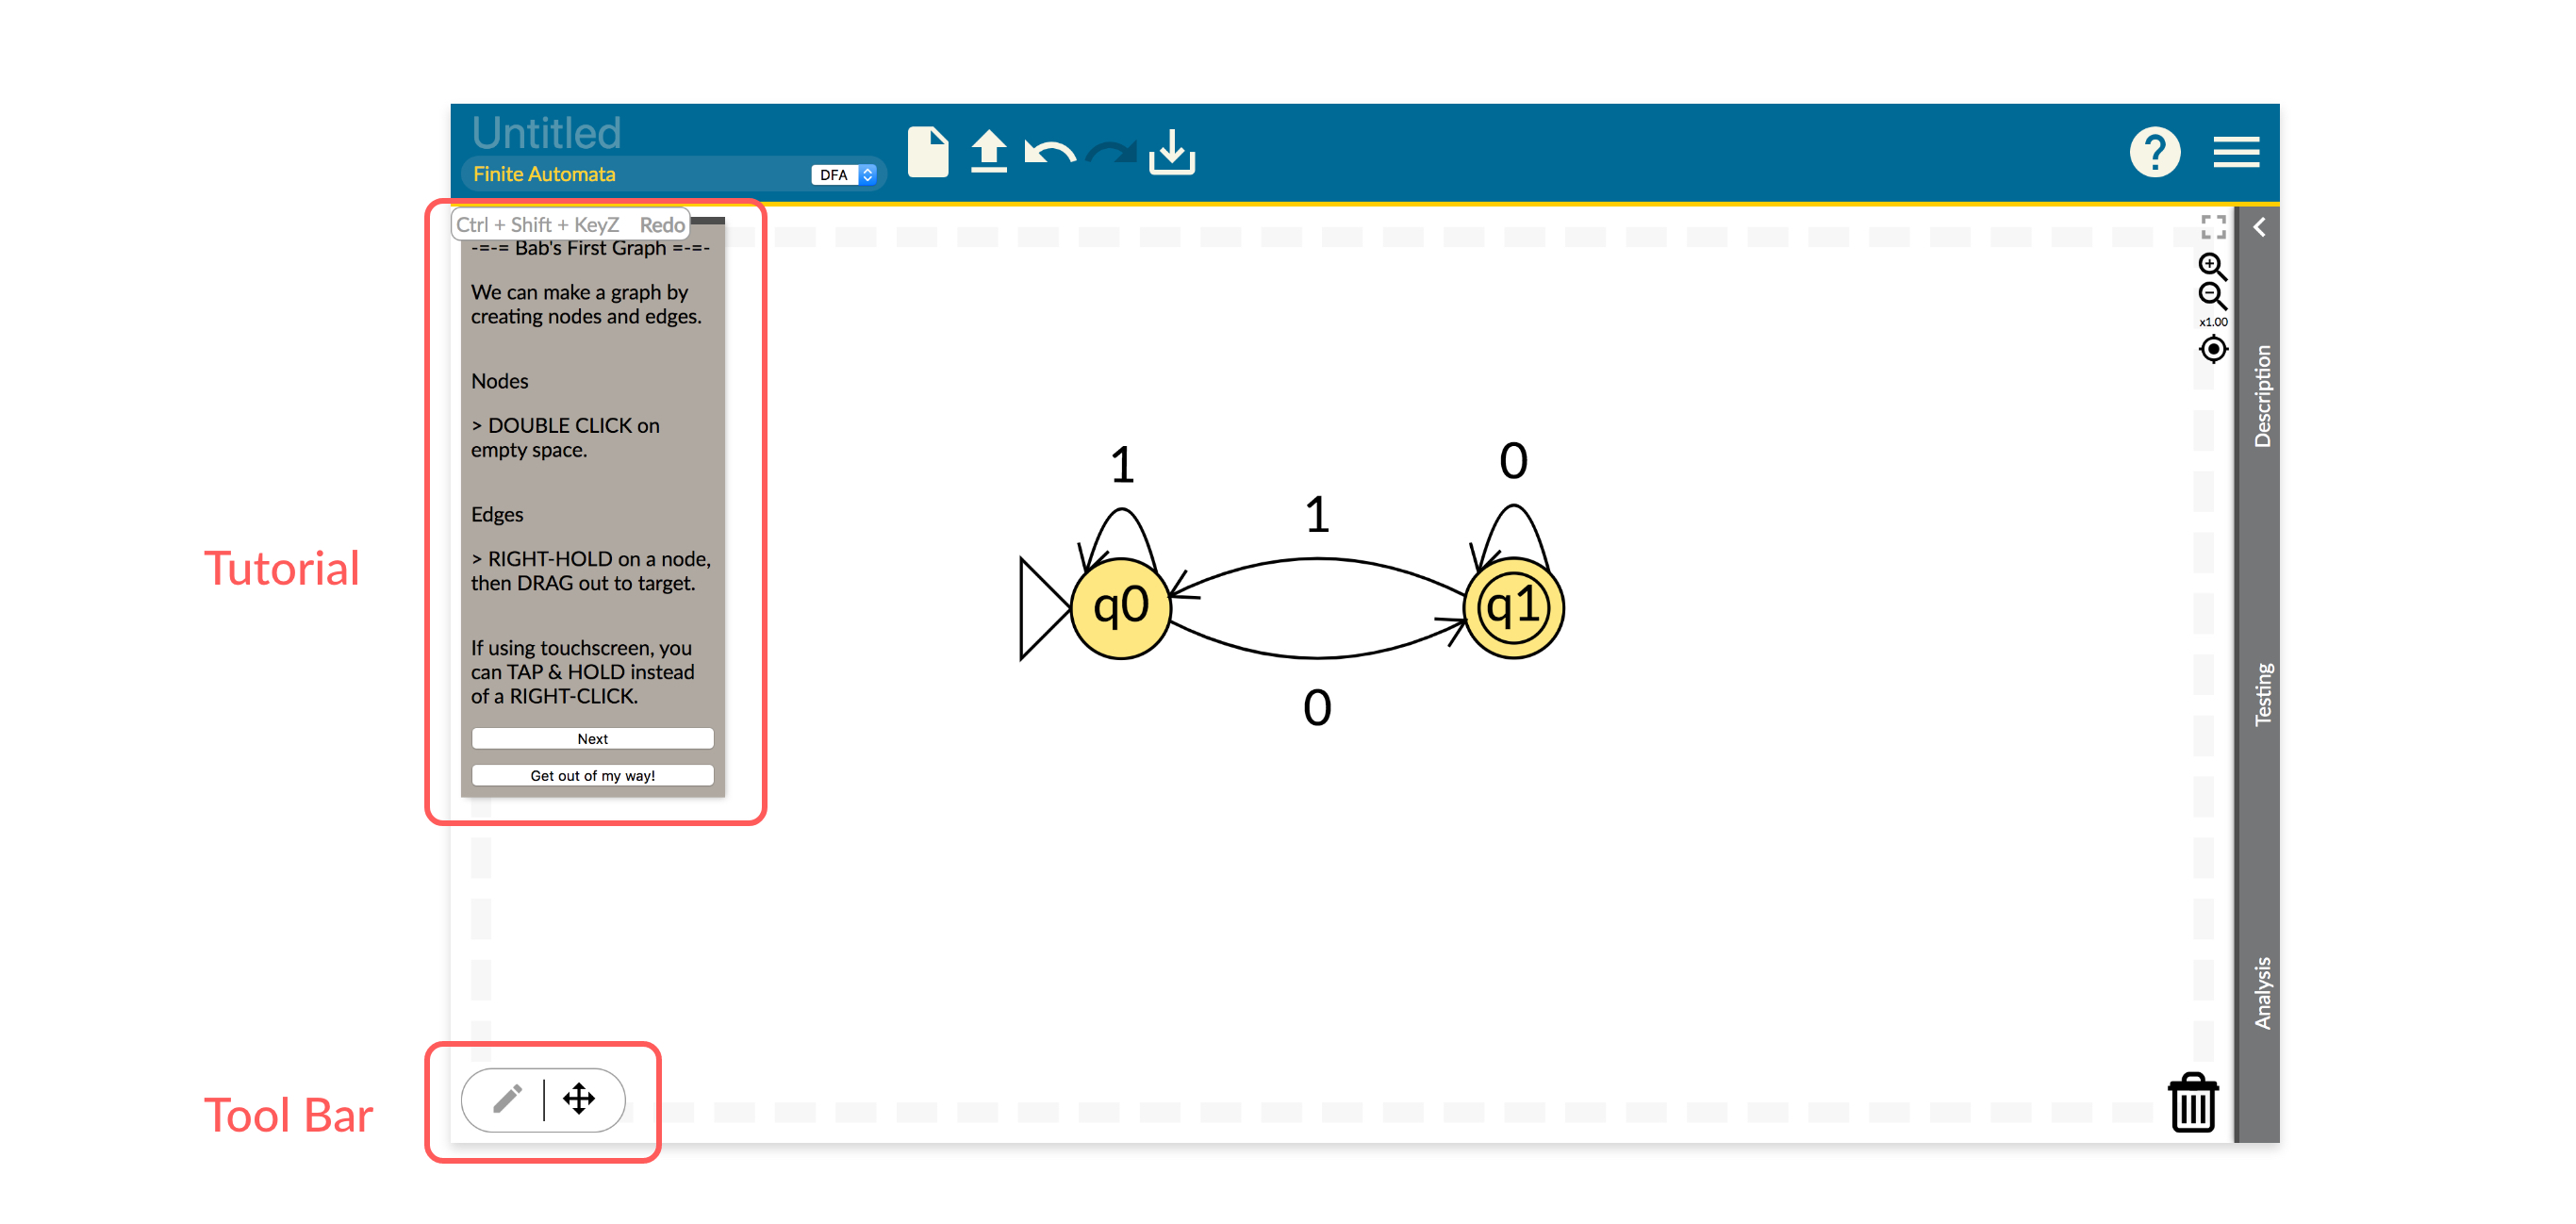 Untitled
Finite Automata
DFA
Ctrl + Shift + KeyZ Redo
-=-= Bab's First Graph =-=-
We can make a graph by
creating nodes and edges.
Nodes
> DOUBLE CLICK on
empty space.
Edges
> RIGHT-HOLD on a node,
then DRAG out to target.
If using touchscreen, you
can TAP & HOLD instead
of a RIGHT-CLICK.
Next
Get out of my way!
Tutorial
Tool Bar
1
0
1
q0
q1
0
x1.00
Description
Testing
Analysis